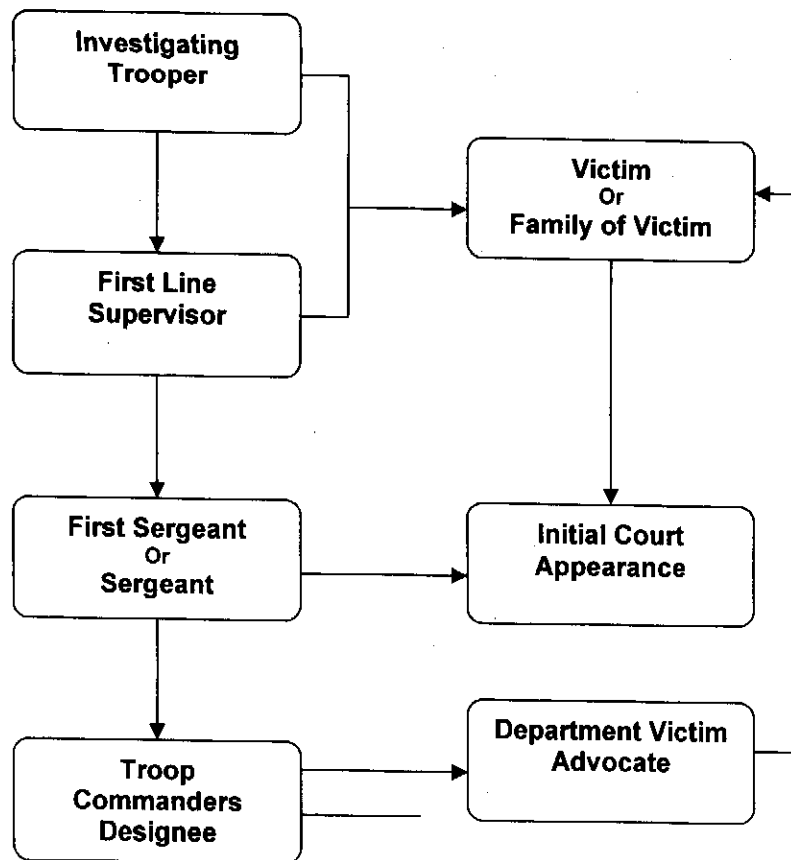 Investigating
Trooper
Victim
Or
Family of Victim
First Line
Supervisor
First Sergeant
Or
Sergeant
Initial Court
Appearance
Troop
Commanders
Designee
Department Victim
Advocate